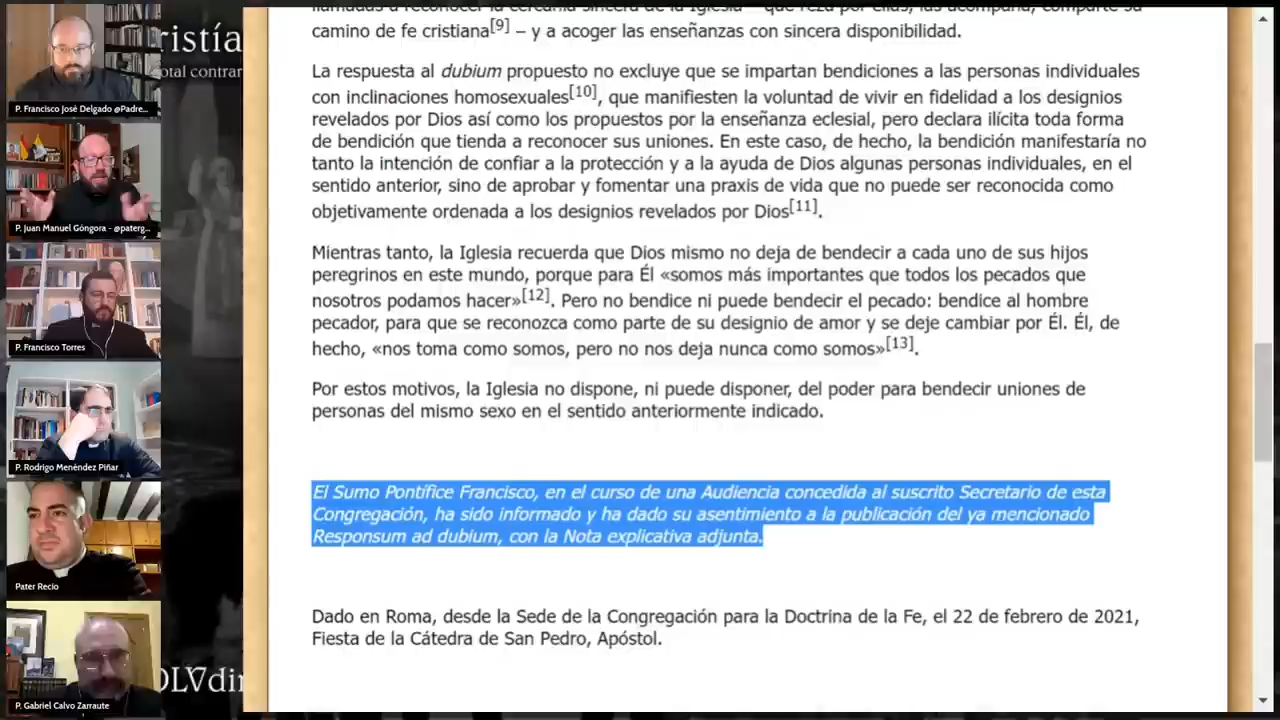 P. Francisco José Delgado @Padre...
P. Juan Manuel Góngora - @paterg...
P. Francisco Torres
P. Rodrigo Menéndez Piñar
Pater Recio
P. Gabriel Calvo Zarraute
ristía
otal contrar
DLVdir
llamadas a reconocer la cercanía sincera de la Iglesia – que reza por ellas, las acompaña, comparte su
camino de fe cristiana[9] – y a acoger las enseñanzas con sincera disponibilidad.
La respuesta al dubium propuesto no excluye que se impartan bendiciones a las personas individuales
con inclinaciones homosexuales[10], que manifiesten la voluntad de vivir en fidelidad a los designios
revelados por Dios así como los propuestos por la enseñanza eclesial, pero declara ilícita toda forma
de bendición que tienda a reconocer sus uniones. En este caso, de hecho, la bendición manifestaría no
tanto la intención de confiar a la protección y a la ayuda de Dios algunas personas individuales, en el
sentido anterior, sino de aprobar y fomentar una praxis de vida que no puede ser reconocida como
objetivamente ordenada a los designios revelados por Dios[11].
Mientras tanto, la Iglesia recuerda que Dios mismo no deja de bendecir a cada uno de sus hijos
peregrinos en este mundo, porque para Él «somos más importantes que todos los pecados que
nosotros podamos hacer»[12]. Pero no bendice ni puede bendecir el pecado: bendice al hombre
pecador, para que se reconozca como parte de su designio de amor y se deje cambiar por Él. Él, de
hecho, «nos toma como somos, pero no nos deja nunca como somos»[13].
Por estos motivos, la Iglesia no dispone, ni puede disponer, del poder para bendecir uniones de
personas del mismo sexo en el sentido anteriormente indicado.
El Sumo Pontífice Francisco, en el curso de una Audiencia concedida al suscrito Secretario de esta
Congregación, ha sido informado y ha dado su asentimiento a la publicación del ya mencionado
Responsum ad dubium, con la Nota explicativa adjunta.
Dado en Roma, desde la Sede de la Congregación para la Doctrina de la Fe, el 22 de febrero de 2021,
Fiesta de la Cátedra de San Pedro, Apóstol.